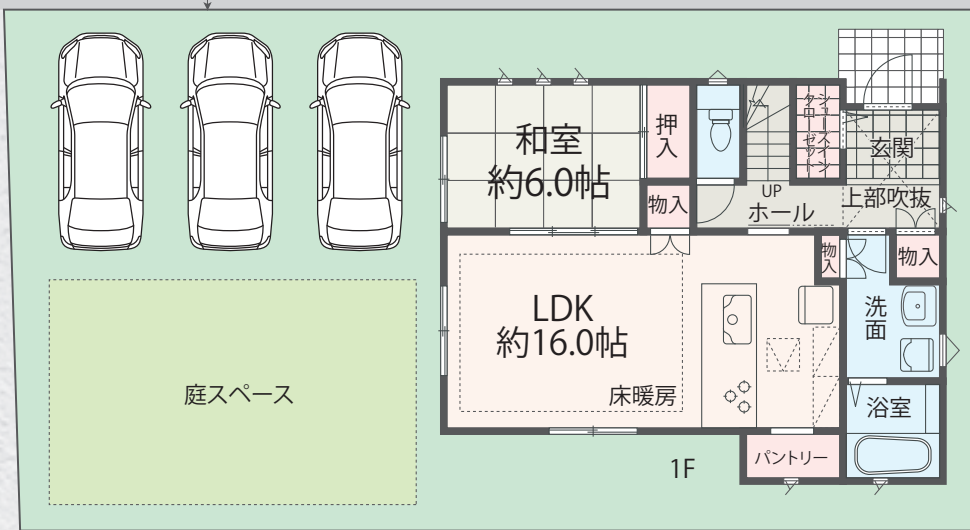 和室
約6.0帖
押入
物入
UP
ホール
シューズイン
クローゼット
玄関
上部吹抜
物入
物入
洗面
浴室
LDK
約16.0帖
床暖房
パントリー
庭スペース
1F